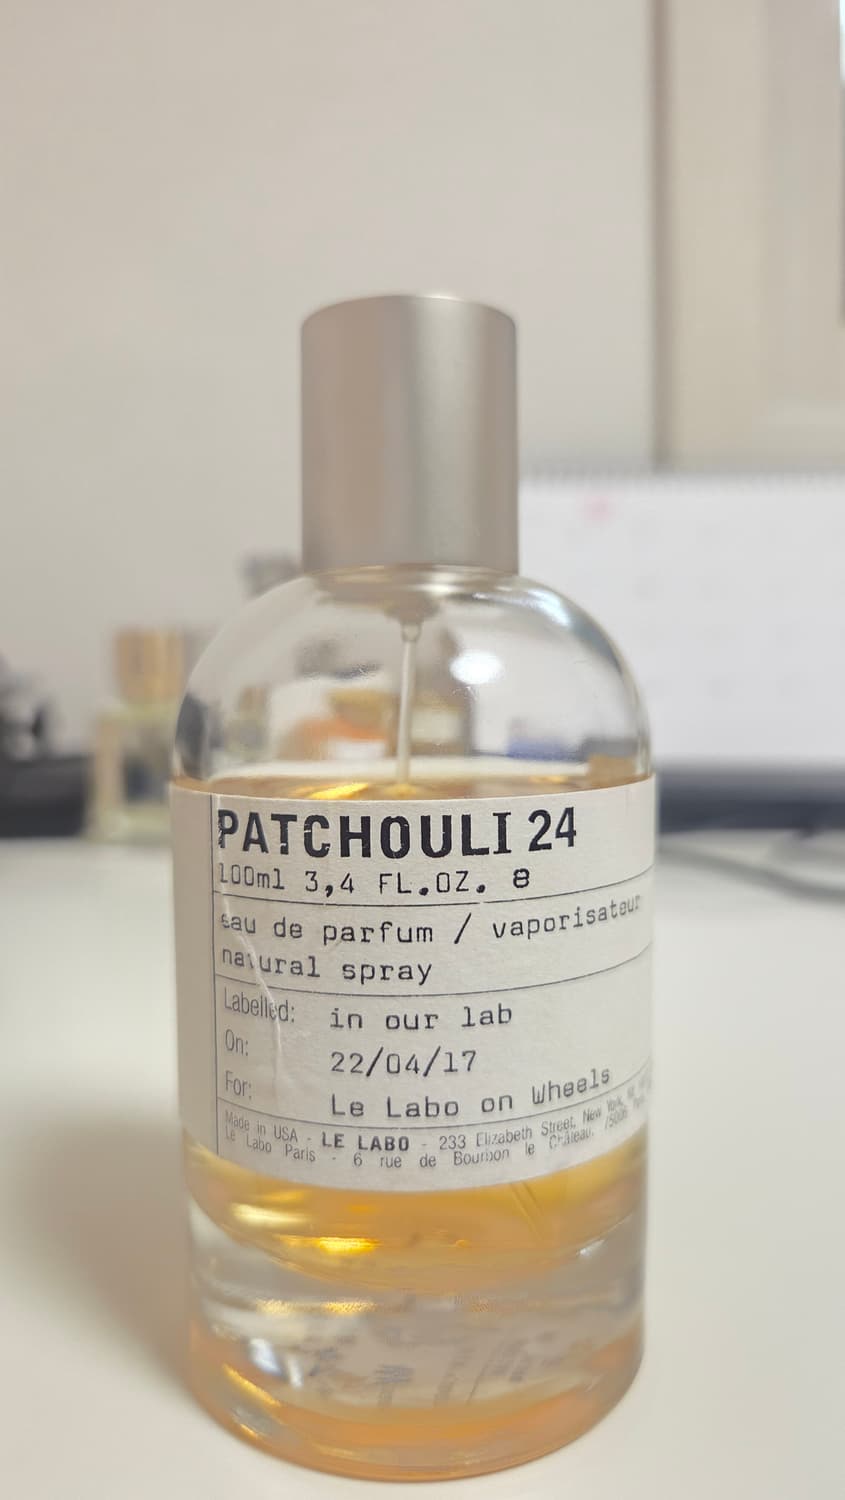 PATCHOULI 24
100ml 3,4 FL.OZ. e
eau de parfum / vaporisateur
natural spray
Labelled: in our lab
On: 22/04/17
For: Le Labo on Wheels
Made in USA - LE LABO - 233 Elizabeth Street, New York,
Le Labo Paris - 6 rue de Bourbon le Château, 75006